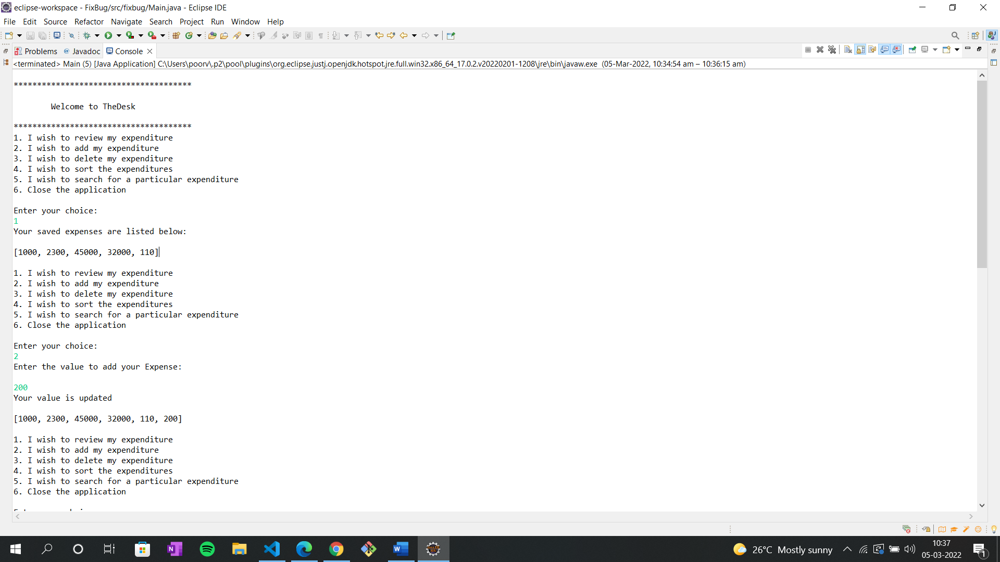 eclipse-workspace - FixBug/src/fixbug/Main.java - Eclipse IDE
File Edit Source Refactor Navigate Search Project Run Window Help
Problems @ Javadoc Console
<terminated> Main (5) [Java Application] C:\Users\poorv\.p2\pool\plugins\org.eclipse.justj.openjdk.hotspot.jre.full.win32.x86_64_17.0.2.v20220201-1208\jre\bin\javaw.exe (05-Mar-2022, 10:34:54 am – 10:36:15 am)
**************************************
Welcome to TheDesk
**************************************
1. I wish to review my expenditure
2. I wish to add my expenditure
3. I wish to delete my expenditure
4. I wish to sort the expenditures
5. I wish to search for a particular expenditure
6. Close the application
Enter your choice:
1
Your saved expenses are listed below:
[1000, 2300, 45000, 32000, 110]
1. I wish to review my expenditure
2. I wish to add my expenditure
3. I wish to delete my expenditure
4. I wish to sort the expenditures
5. I wish to search for a particular expenditure
6. Close the application
Enter your choice:
2
Enter the value to add your Expense:
200
Your value is updated
[1000, 2300, 45000, 32000, 110, 200]
1. I wish to review my expenditure
2. I wish to add my expenditure
3. I wish to delete my expenditure
4. I wish to sort the expenditures
5. I wish to search for a particular expenditure
6. Close the application
26°C Mostly sunny
10:37
05-03-2022
1